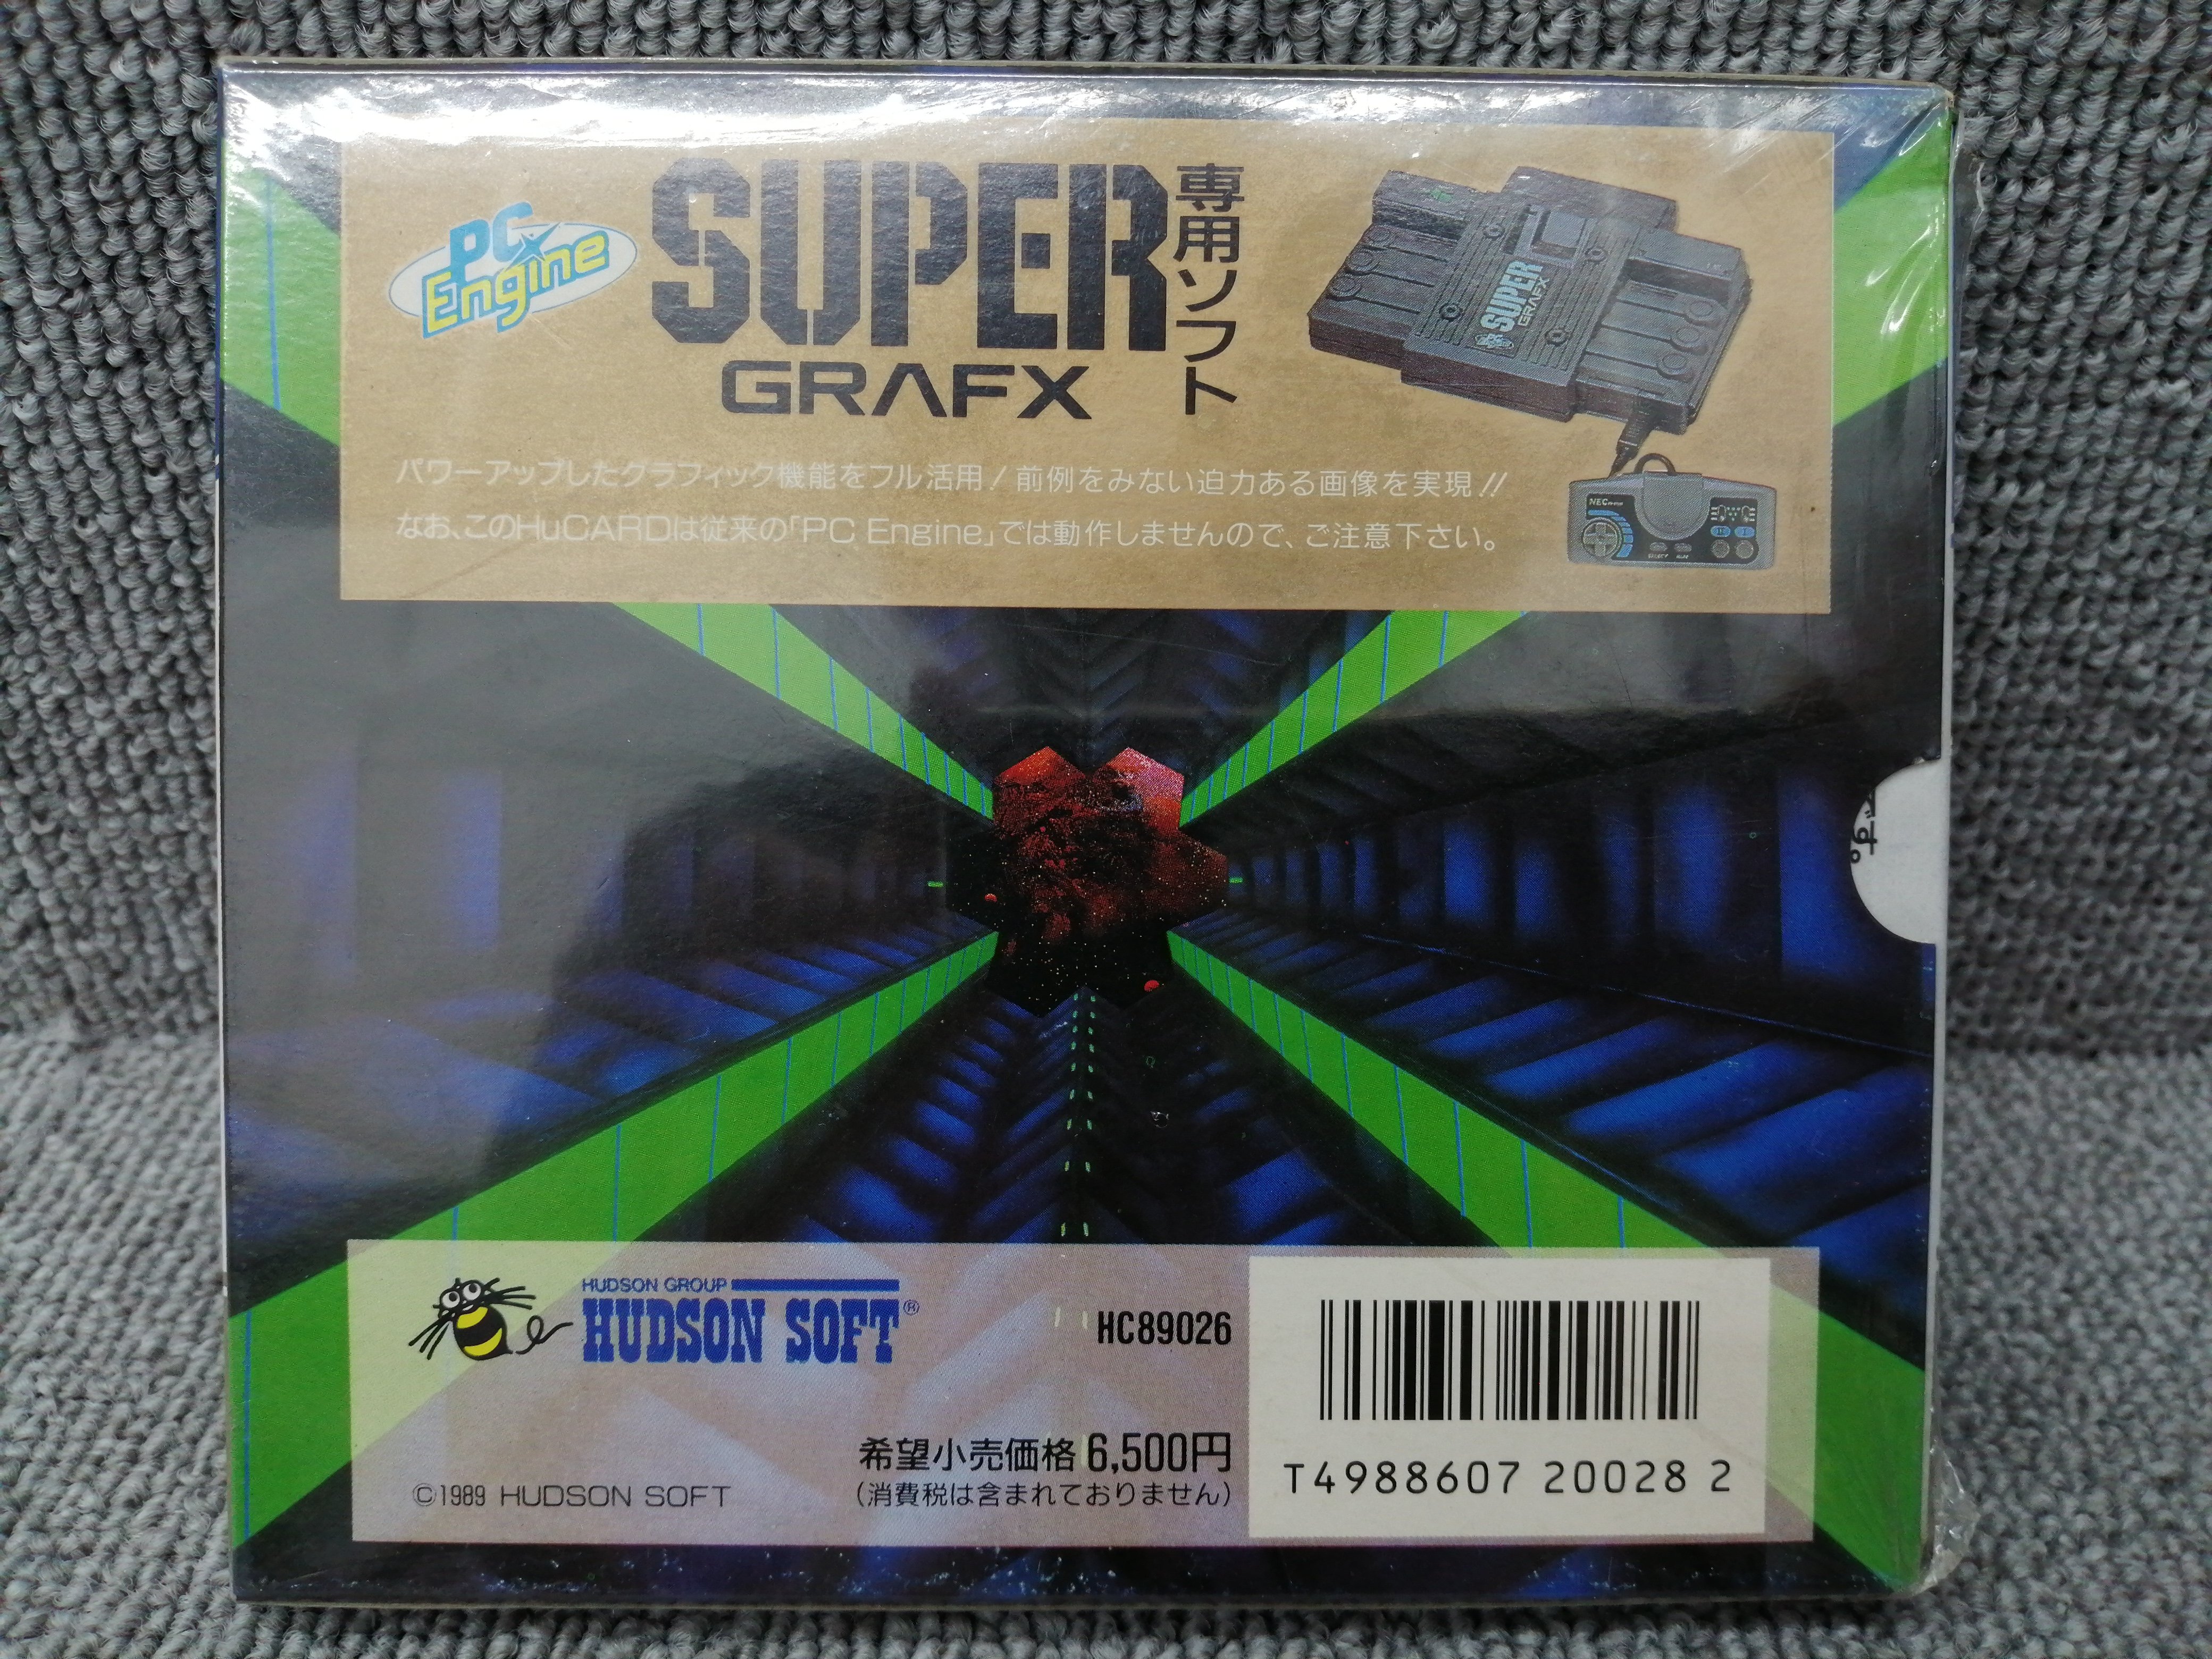 PC Engine
SUPER
GRAFX
専用ソフト
SUPER
GRAFX
パワーアップしたグラフィック機能をフル活用!前例をみない迫力ある画像を実現!!
なお、このHuCARDは従来の「PC Engine」では動作しませんので、ご注意下さい。
NEC
です。
HUDSON GROUP
HUDSON SOFT®
HC89026
希望小売価格 6,500円
(消費税は含まれておりません)
©1989 HUDSON SOFT
T4988607 20028 2